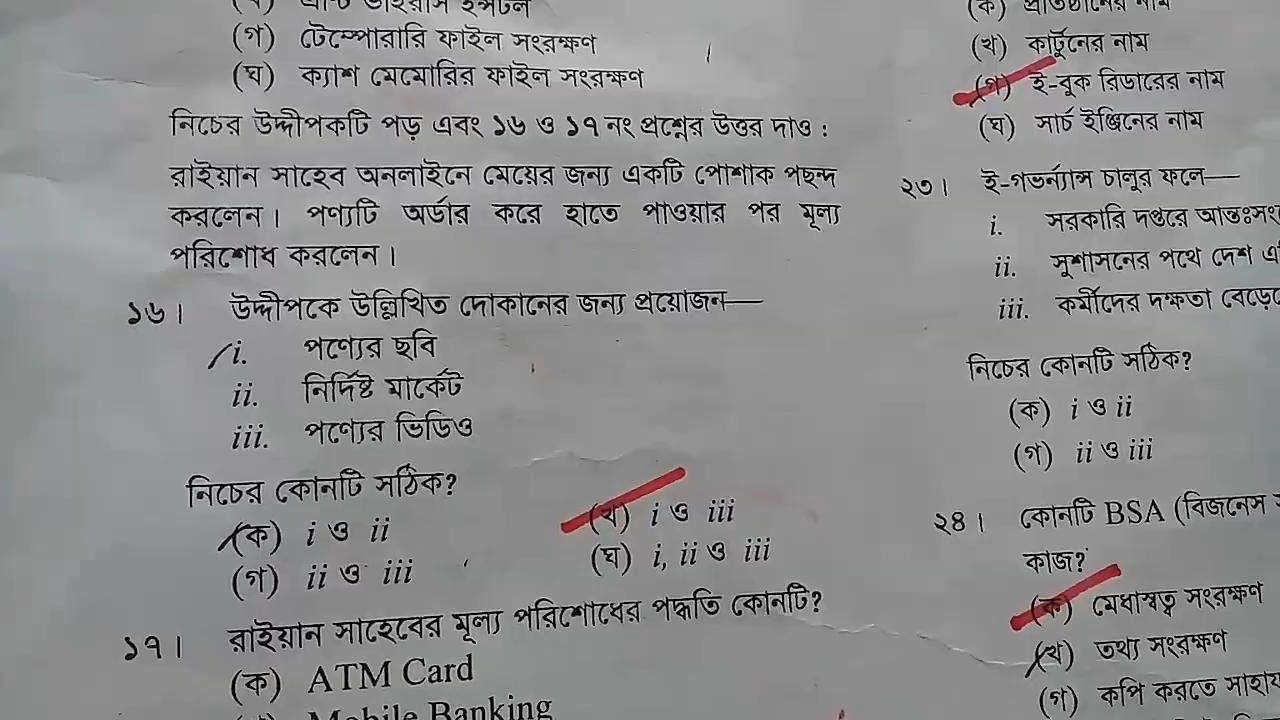 (গ) টেম্পোরারি ফাইল সংরক্ষণ
(ঘ) ক্যাশ মেমোরির ফাইল সংরক্ষণ
নিচের উদ্দীপকটি পড় এবং ১৬ ও ১৭ নং প্রশ্নের উত্তর দাও :
রাইয়ান সাহেব অনলাইনে মেয়ের জন্য একটি পোশাক পছন্দ
করলেন। পণ্যটি অর্ডার করে হাতে পাওয়ার পর মূল্য
পরিশোধ করলেন।
১৬। উদ্দীপকে উল্লিখিত দোকানের জন্য প্রয়োজন—
i. পণ্যের ছবি
ii. নির্দিষ্ট মার্কেট
iii. পণ্যের ভিডিও
নিচের কোনটি সঠিক?
(ক) i ও ii
(খ) i ও iii
(গ) ii ও iii
(ঘ) i, ii ও iii
১৭। রাইয়ান সাহেবের মূল্য পরিশোধের পদ্ধতি কোনটি?
(ক) ATM Card
Mobile Banking
(ক) প্রতিষ্ঠানের নাম
(খ) কার্টুনের নাম
(গ) ই-বুক রিডারের নাম
(ঘ) সার্চ ইঞ্জিনের নাম
২৩। ই-গভর্ন্যান্স চালুর ফলে—
i. সরকারি দপ্তরে
ii. সুশাসনের পথে দেশ
iii. কর্মীদের দক্ষতা
নিচের কোনটি সঠিক?
(ক) i ও ii
(গ) ii ও iii
২৪। কোনটি BSA (বিজনেস
কাজ?
(ক) মেধাস্বত্ব সংরক্ষণ
(খ) তথ্য সংরক্ষণ
(গ) কপি করতে